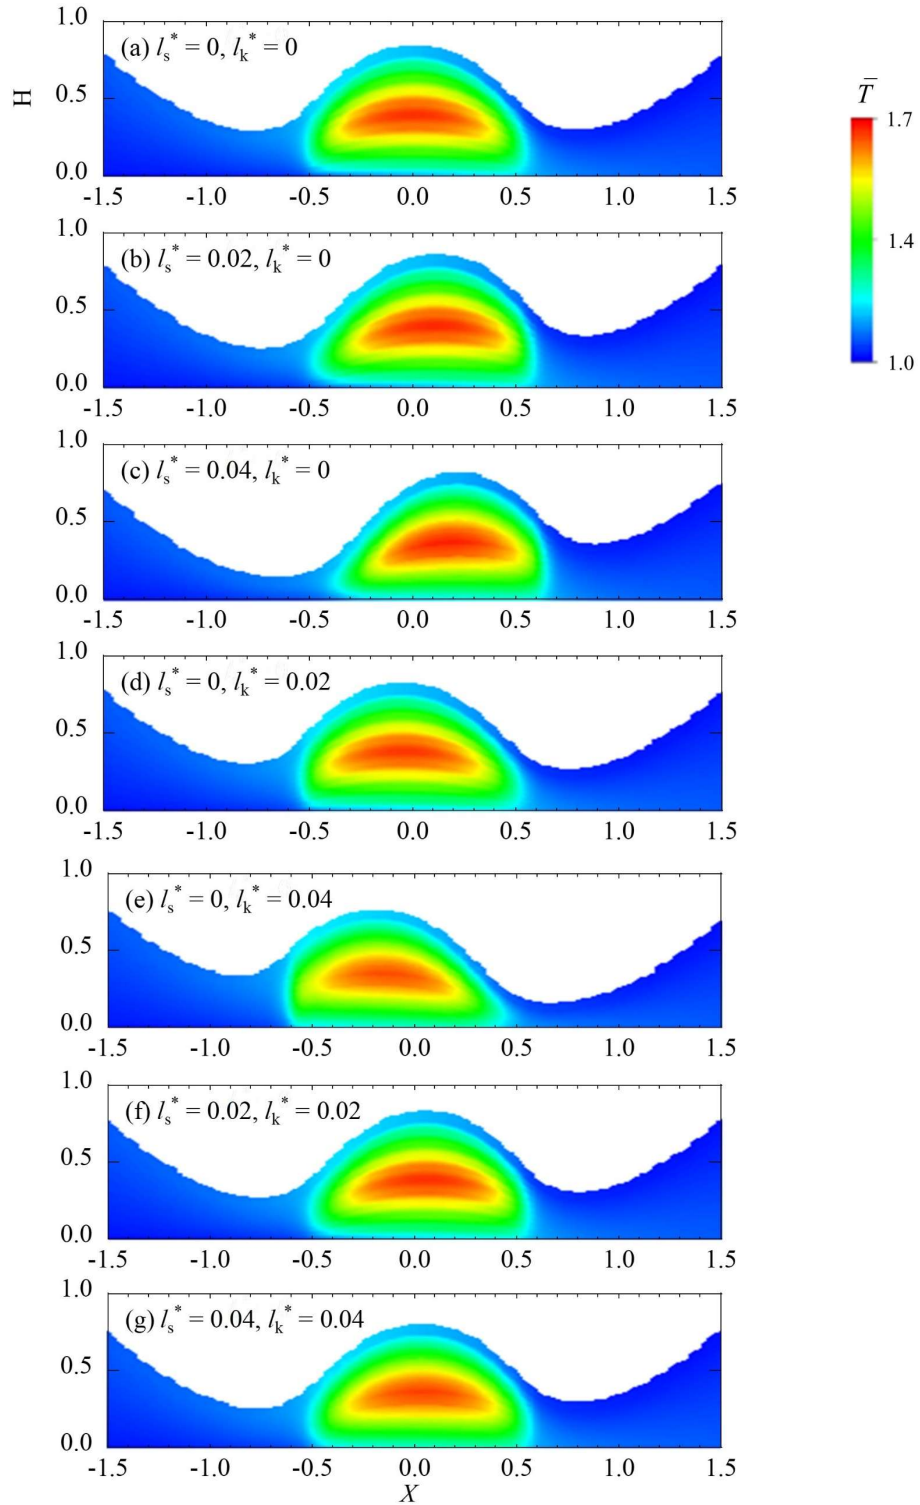 1.0
(a) l_s^* = 0, l_k^* = 0
H
0.5
0.0
-1.5 -1.0 -0.5 0.0 0.5 1.0 1.5
T̄
1.7
1.4
1.0
1.0
(b) l_s^* = 0.02, l_k^* = 0
0.5
0.0
-1.5 -1.0 -0.5 0.0 0.5 1.0 1.5
1.0
(c) l_s^* = 0.04, l_k^* = 0
0.5
0.0
-1.5 -1.0 -0.5 0.0 0.5 1.0 1.5
1.0
(d) l_s^* = 0, l_k^* = 0.02
0.5
0.0
-1.5 -1.0 -0.5 0.0 0.5 1.0 1.5
1.0
(e) l_s^* = 0, l_k^* = 0.04
0.5
0.0
-1.5 -1.0 -0.5 0.0 0.5 1.0 1.5
1.0
(f) l_s^* = 0.02, l_k^* = 0.02
0.5
0.0
-1.5 -1.0 -0.5 0.0 0.5 1.0 1.5
1.0
(g) l_s^* = 0.04, l_k^* = 0.04
0.5
0.0
-1.5 -1.0 -0.5 0.0 0.5 1.0 1.5
X